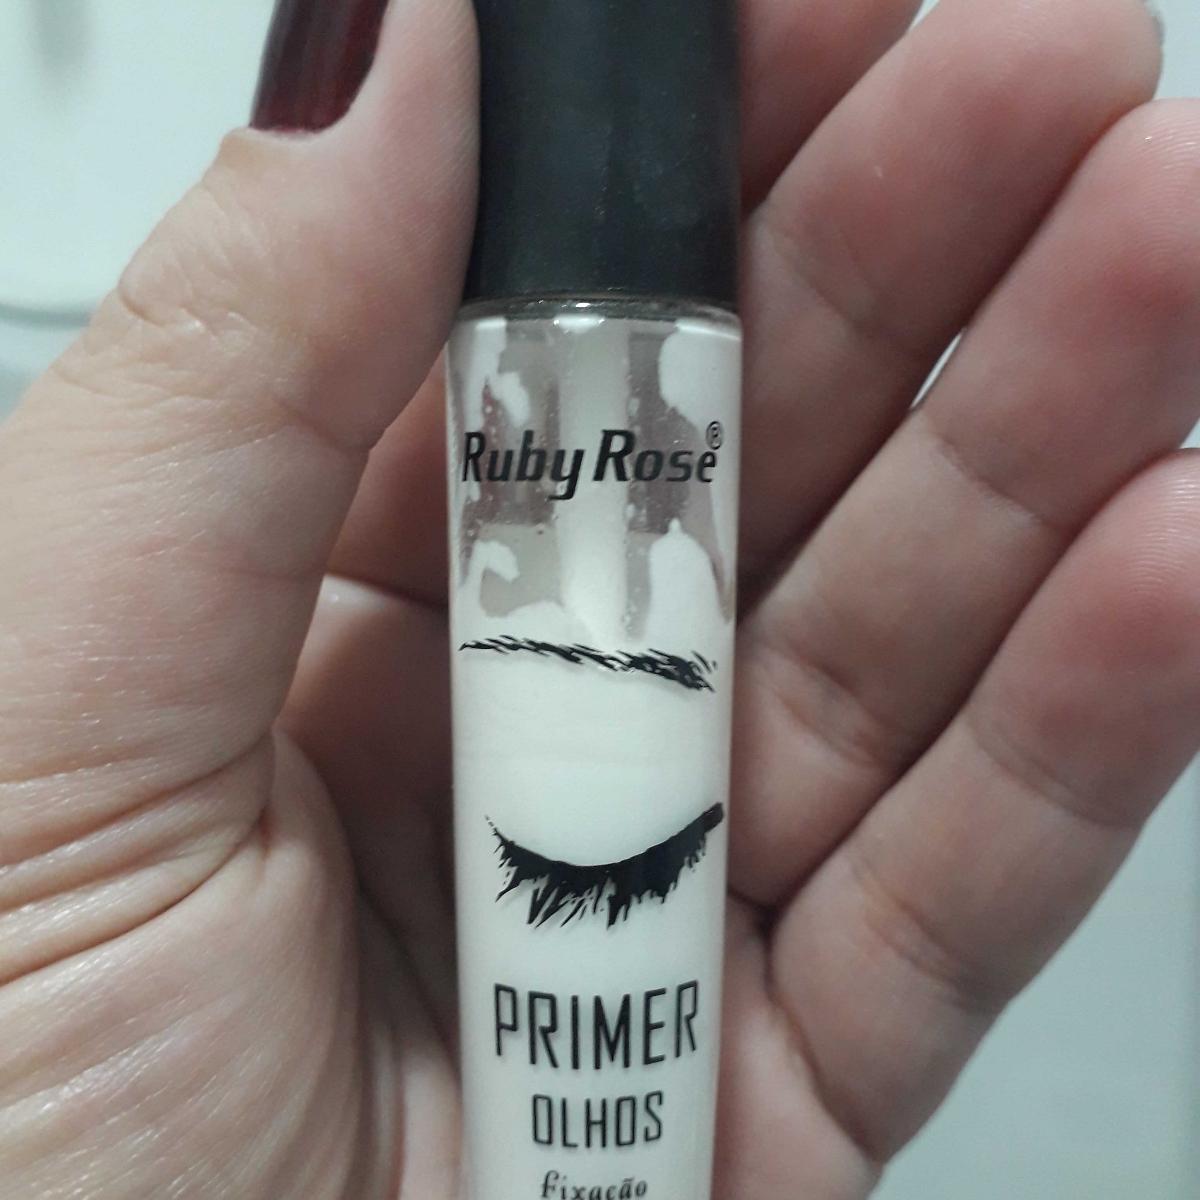 Ruby Rose®
PRIMER
OLHOS
fixação